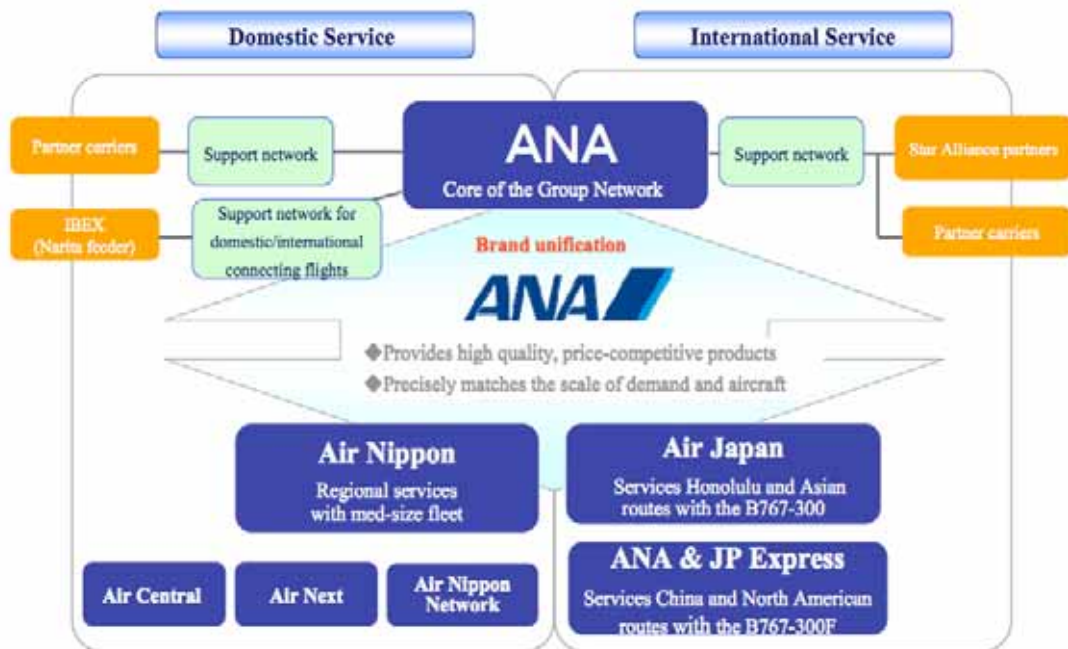 Domestic Service
International Service
Partner carriers
Support network
ANA
Core of the Group Network
Support network
Star Alliance partners
IBEX
(Narita feeder)
Support network for
domestic/international
connecting flights
Partner carriers
Brand unification
ANA
◆Provides high quality, price-competitive products
◆Precisely matches the scale of demand and aircraft
Air Nippon
Regional services
with med-size fleet
Air Japan
Services Honolulu and Asian
routes with the B767-300
Air Central
Air Next
Air Nippon
Network
ANA & JP Express
Services China and North American
routes with the B767-300F